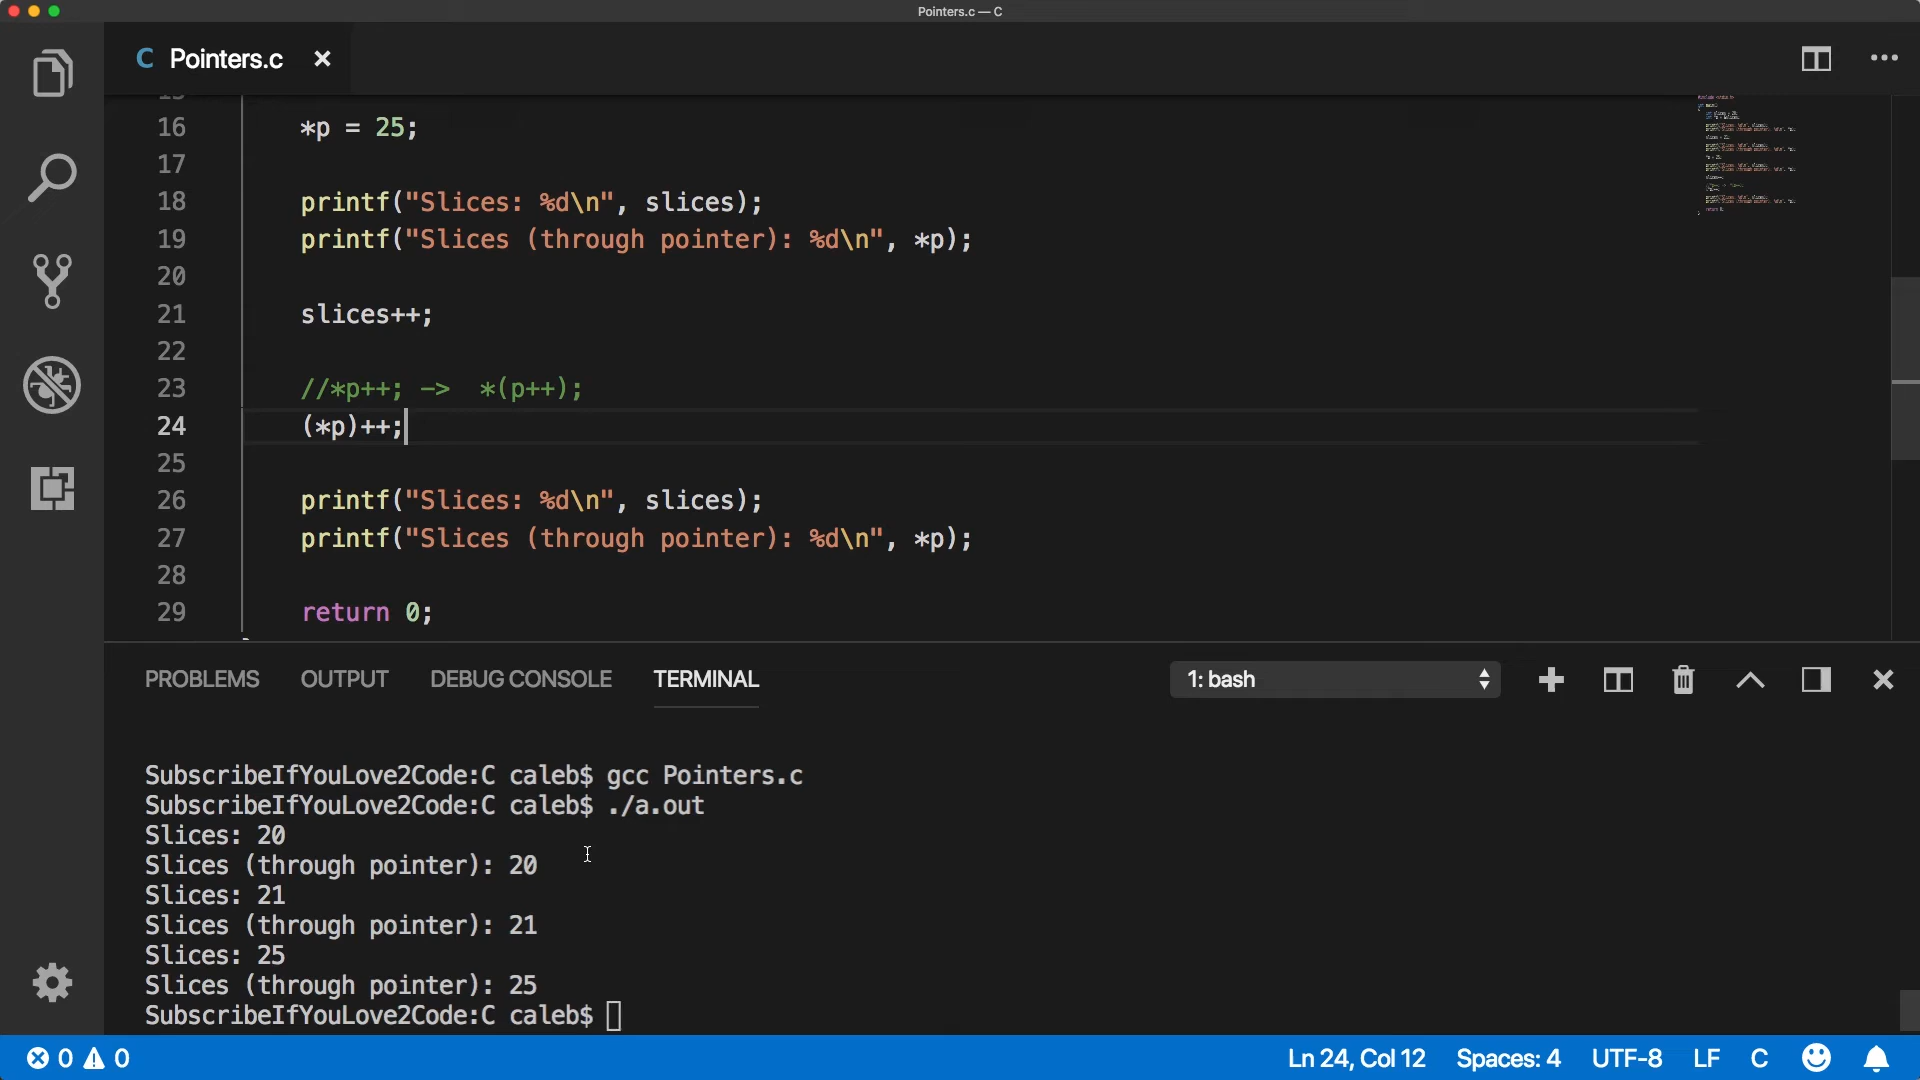 Pointers.c — C
C Pointers.c
16 *p = 25;
17
18 printf("Slices: %d\n", slices);
19 printf("Slices (through pointer): %d\n", *p);
20
21 slices++;
22
23 //*p++; -> *(p++);
24 (*p)++;
25
26 printf("Slices: %d\n", slices);
27 printf("Slices (through pointer): %d\n", *p);
28
29 return 0;
PROBLEMS OUTPUT DEBUG CONSOLE TERMINAL 1: bash
SubscribeIfYouLove2Code:C caleb$ gcc Pointers.c
SubscribeIfYouLove2Code:C caleb$ ./a.out
Slices: 20
Slices (through pointer): 20
Slices: 21
Slices (through pointer): 21
Slices: 25
Slices (through pointer): 25
SubscribeIfYouLove2Code:C caleb$
0 0 Ln 24, Col 12 Spaces: 4 UTF-8 LF C